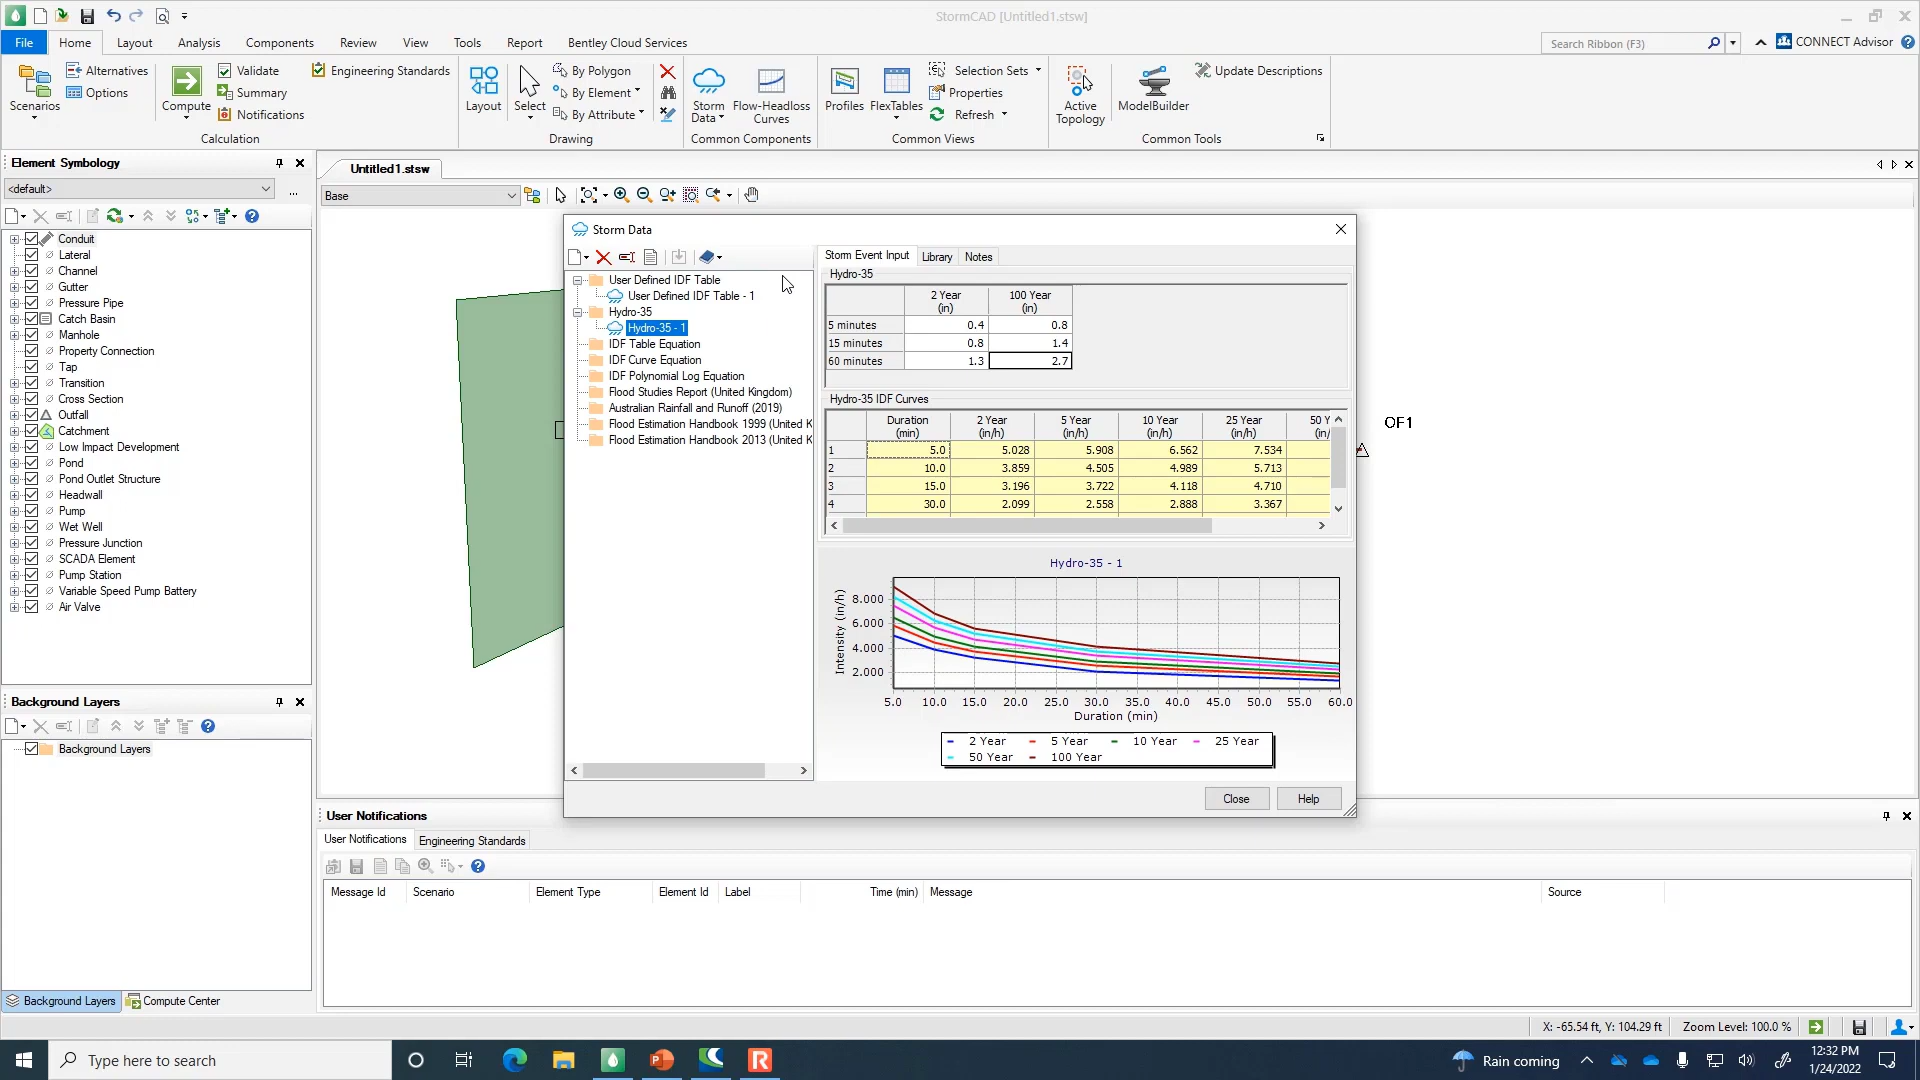 StormCAD [Untitled1.stsw]
File Home Layout Analysis Components Review View Tools Report Bentley Cloud Services
Search Ribbon (F3) CONNECT Advisor
Scenarios
Alternatives
Options
Compute
Validate
Summary
Notifications
Engineering Standards
Calculation
Layout
Select
By Polygon
By Element
By Attribute
Drawing
Storm Data
Flow-Headloss Curves
Common Components
Profiles
FlexTables
Selection Sets
Properties
Refresh
Common Views
Active Topology
ModelBuilder
Update Descriptions
Common Tools
Element Symbology
<default>
...
Conduit
Lateral
Channel
Gutter
Pressure Pipe
Catch Basin
Manhole
Property Connection
Tap
Transition
Cross Section
Outfall
Catchment
Low Impact Development
Pond
Pond Outlet Structure
Headwall
Pump
Wet Well
Pressure Junction
SCADA Element
Pump Station
Variable Speed Pump Battery
Air Valve
Background Layers
Background Layers
Background Layers Compute Center
Untitled1.stsw
Base
Storm Data
User Defined IDF Table
User Defined IDF Table - 1
Hydro-35
Hydro-35 - 1
IDF Table Equation
IDF Curve Equation
IDF Polynomial Log Equation
Flood Studies Report (United Kingdom)
Australian Rainfall and Runoff (2019)
Flood Estimation Handbook 1999 (United K
Flood Estimation Handbook 2013 (United K
Storm Event Input Library Notes
Hydro-35
2 Year (in) 100 Year (in)
5 minutes 0.4 0.8
15 minutes 0.8 1.4
60 minutes 1.3 2.7
Hydro-35 IDF Curves
Duration (min) 2 Year (in/h) 5 Year (in/h) 10 Year (in/h) 25 Year (in/h) 50 Y (in/
1 5.0 5.028 5.908 6.562 7.534
2 10.0 3.859 4.505 4.989 5.713
3 15.0 3.196 3.722 4.118 4.710
4 30.0 2.099 2.558 2.888 3.367
Hydro-35 - 1
Intensity (in/h)
8.000
6.000
4.000
2.000
5.0 10.0 15.0 20.0 25.0 30.0 35.0 40.0 45.0 50.0 55.0 60.0
Duration (min)
2 Year 5 Year 10 Year 25 Year
50 Year 100 Year
Close Help
OF1
User Notifications
User Notifications Engineering Standards
Message Id Scenario Element Type Element Id Label Time (min) Message Source
X: -65.54 ft, Y: 104.29 ft Zoom Level: 100.0 %
Type here to search
Rain coming
12:32 PM
1/24/2022